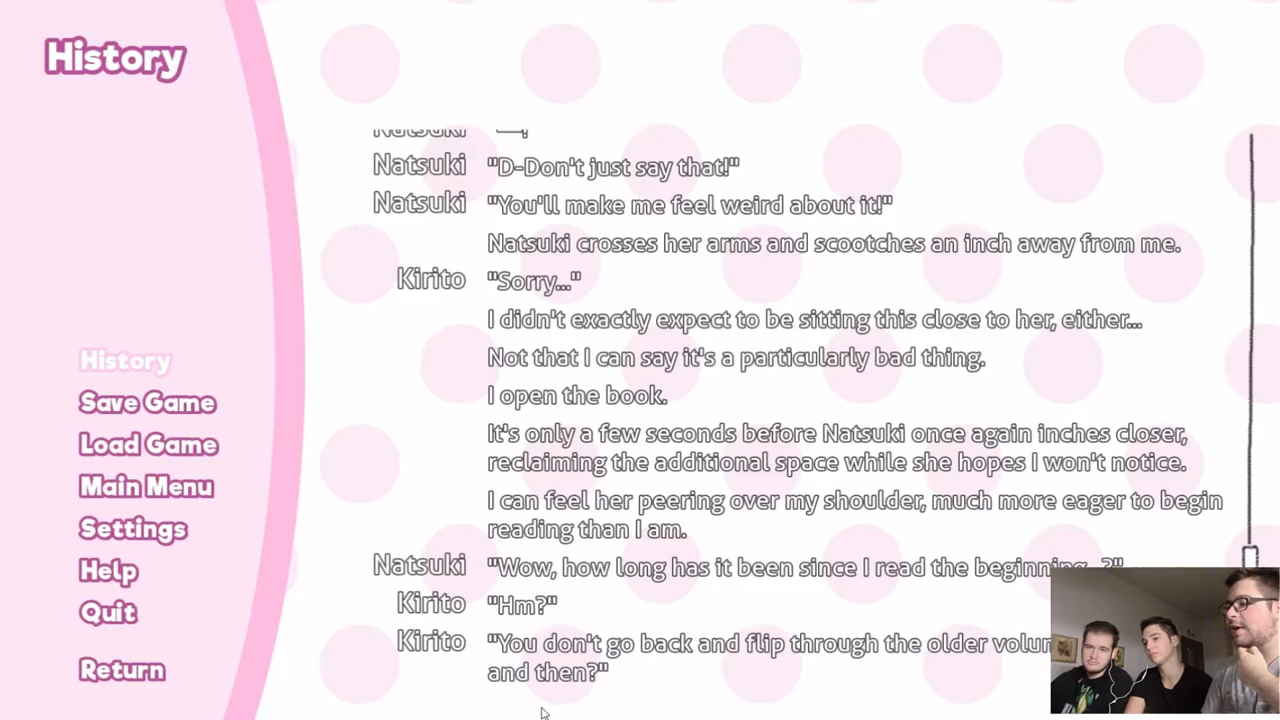 History
Natsuki
Natsuki "D-Don't just say that!"
Natsuki "You'll make me feel weird about it!"
Natsuki crosses her arms and scootches an inch away from me.
Kirito "Sorry..."
I didn't exactly expect to be sitting this close to her, either...
Not that I can say it's a particularly bad thing.
I open the book.
It's only a few seconds before Natsuki once again inches closer,
reclaiming the additional space while she hopes I won't notice.
I can feel her peering over my shoulder, much more eager to begin
reading than I am.
Natsuki "Wow, how long has it been since I read the beginning...?"
Kirito "Hm?"
Kirito "You don't go back and flip through the older
and then?"
History
Save Game
Load Game
Main Menu
Settings
Help
Quit
Return